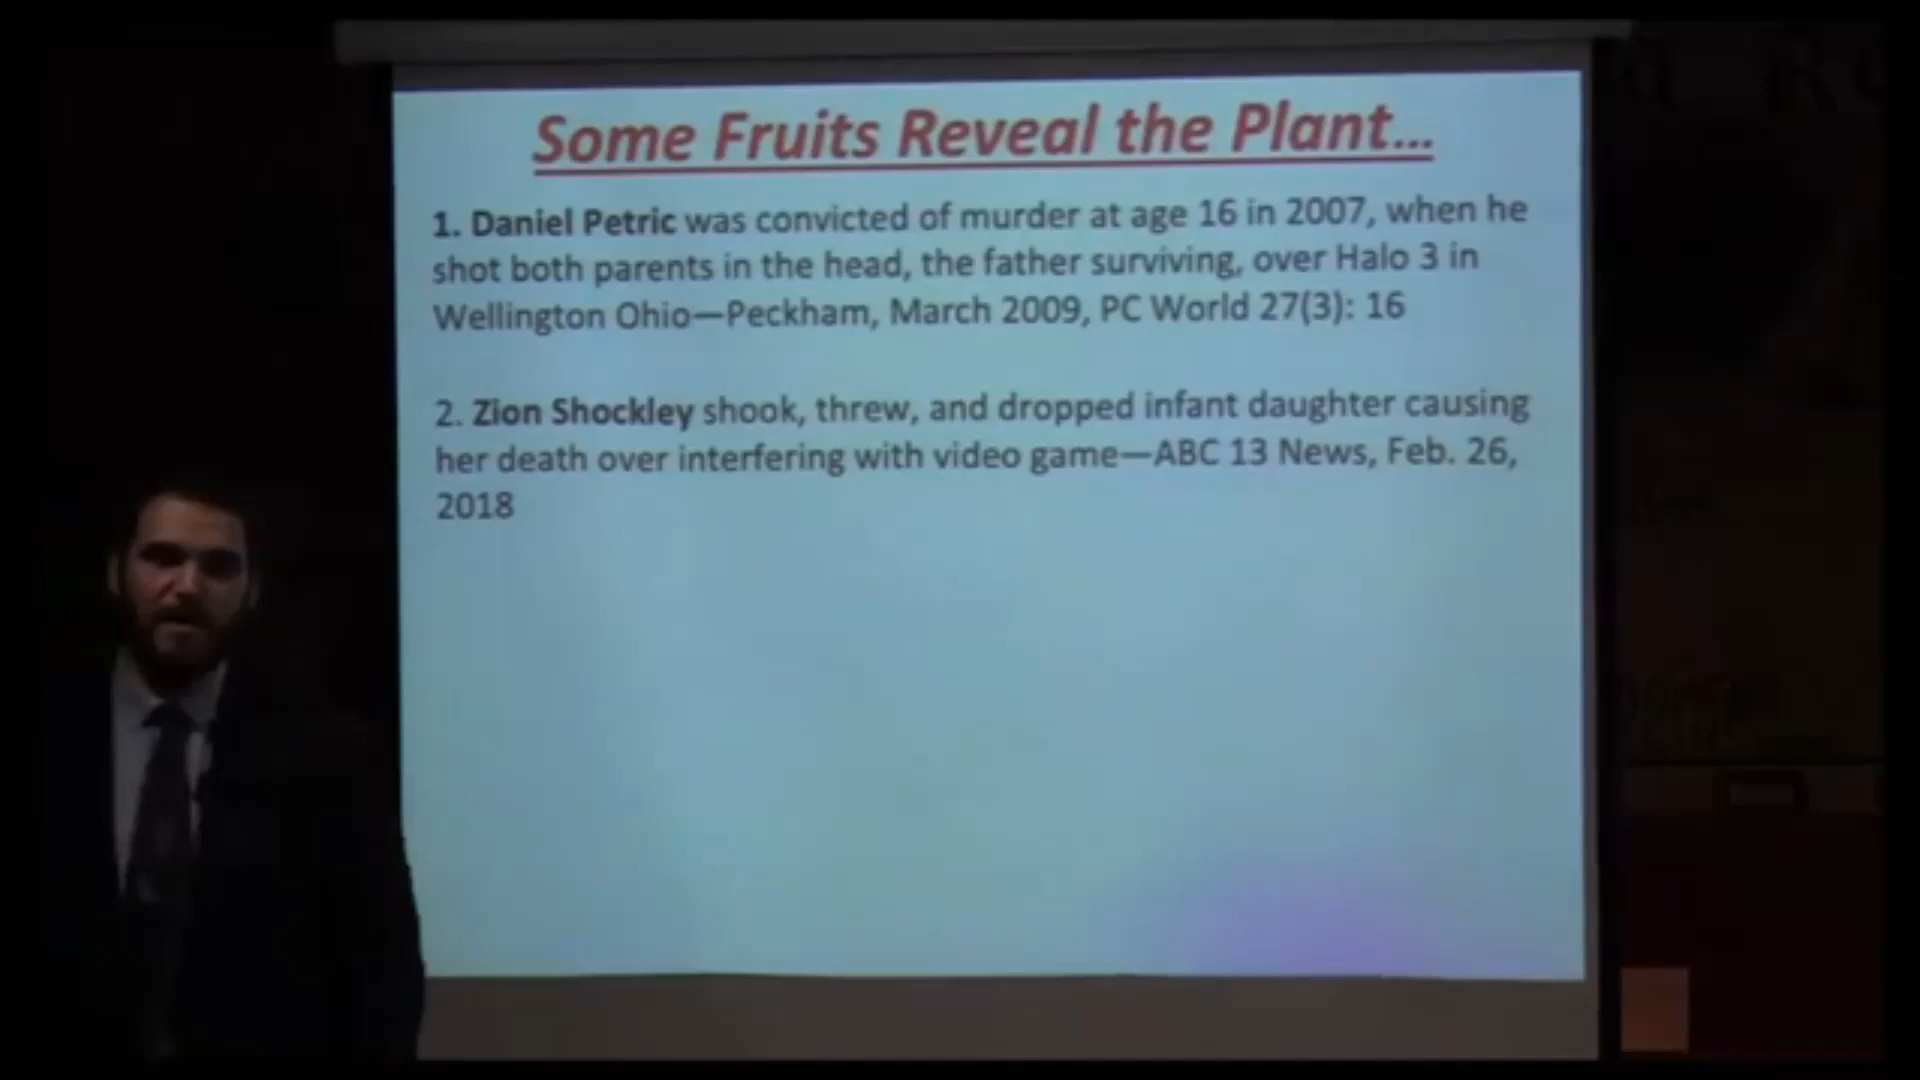 Some Fruits Reveal the Plant...
1. Daniel Petric was convicted of murder at age 16 in 2007, when he
shot both parents in the head, the father surviving, over Halo 3 in
Wellington Ohio—Peckham, March 2009, PC World 27(3): 16
2. Zion Shockley shook, threw, and dropped infant daughter causing
her death over interfering with video game—ABC 13 News, Feb. 26,
2018